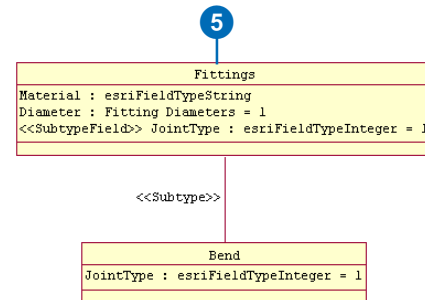 5
Fittings
Material : esriFieldTypeString
Diameter : Fitting Diameters = 1
<<SubtypeField>> JointType : esriFieldTypeInteger = 1
<<Subtype>>
Bend
JointType : esriFieldTypeInteger = 1